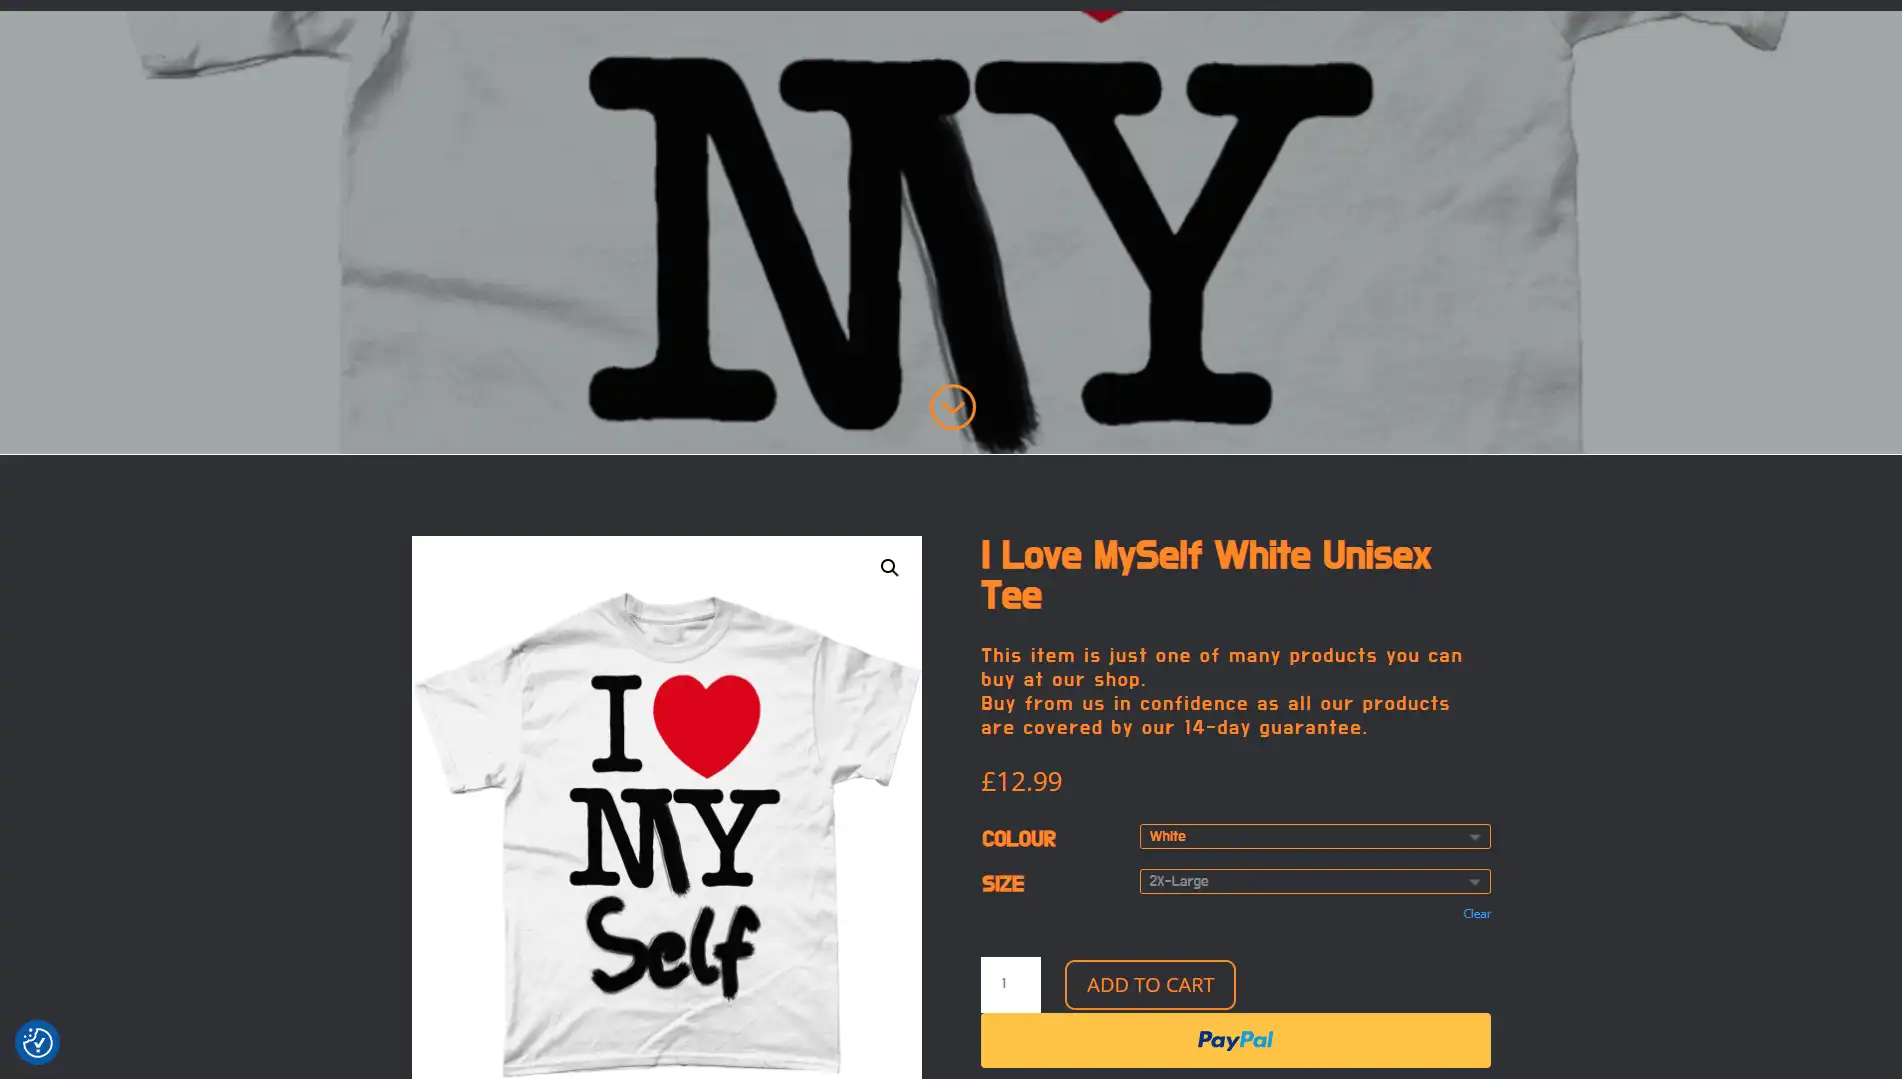 MY
I Love MySelf White Unisex
Tee
This item is just one of many products you can
buy at our shop.
Buy from us in confidence as all our products
are covered by our 14-day guarantee.
£12.99
COLOUR White
SIZE 2X-Large
Clear
1 ADD TO CART
PayPal
I
MY
Self